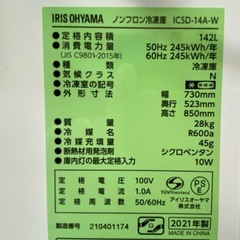 IRIS OHYAMA ノンフロン冷凍庫 ICSD-14A-W
定格内容積 142L
消費電力量 50Hz 245kWh/年
(JIS C9801-2015年) 60Hz 245kWh/年
種類 冷凍庫
気候クラス N
冷凍室の記号
外形寸法 幅 730mm
奥行 523mm
高さ 850mm
質量 28kg
冷媒 R600a
冷媒量 45g
断熱材発泡剤 シクロペンタン
庫内灯の最大定格入力 10W
定格電圧 100V
定格電流 1.0A
定格周波数 50/60Hz
TÜVRheinland
PS
E
アイリスオーヤマ
株式会社
製造番号 210401174
2021年製